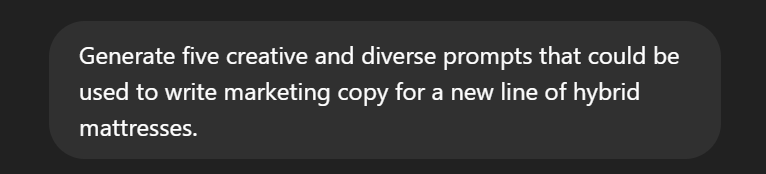 Generate five creative and diverse prompts that could be
used to write marketing copy for a new line of hybrid
mattresses.